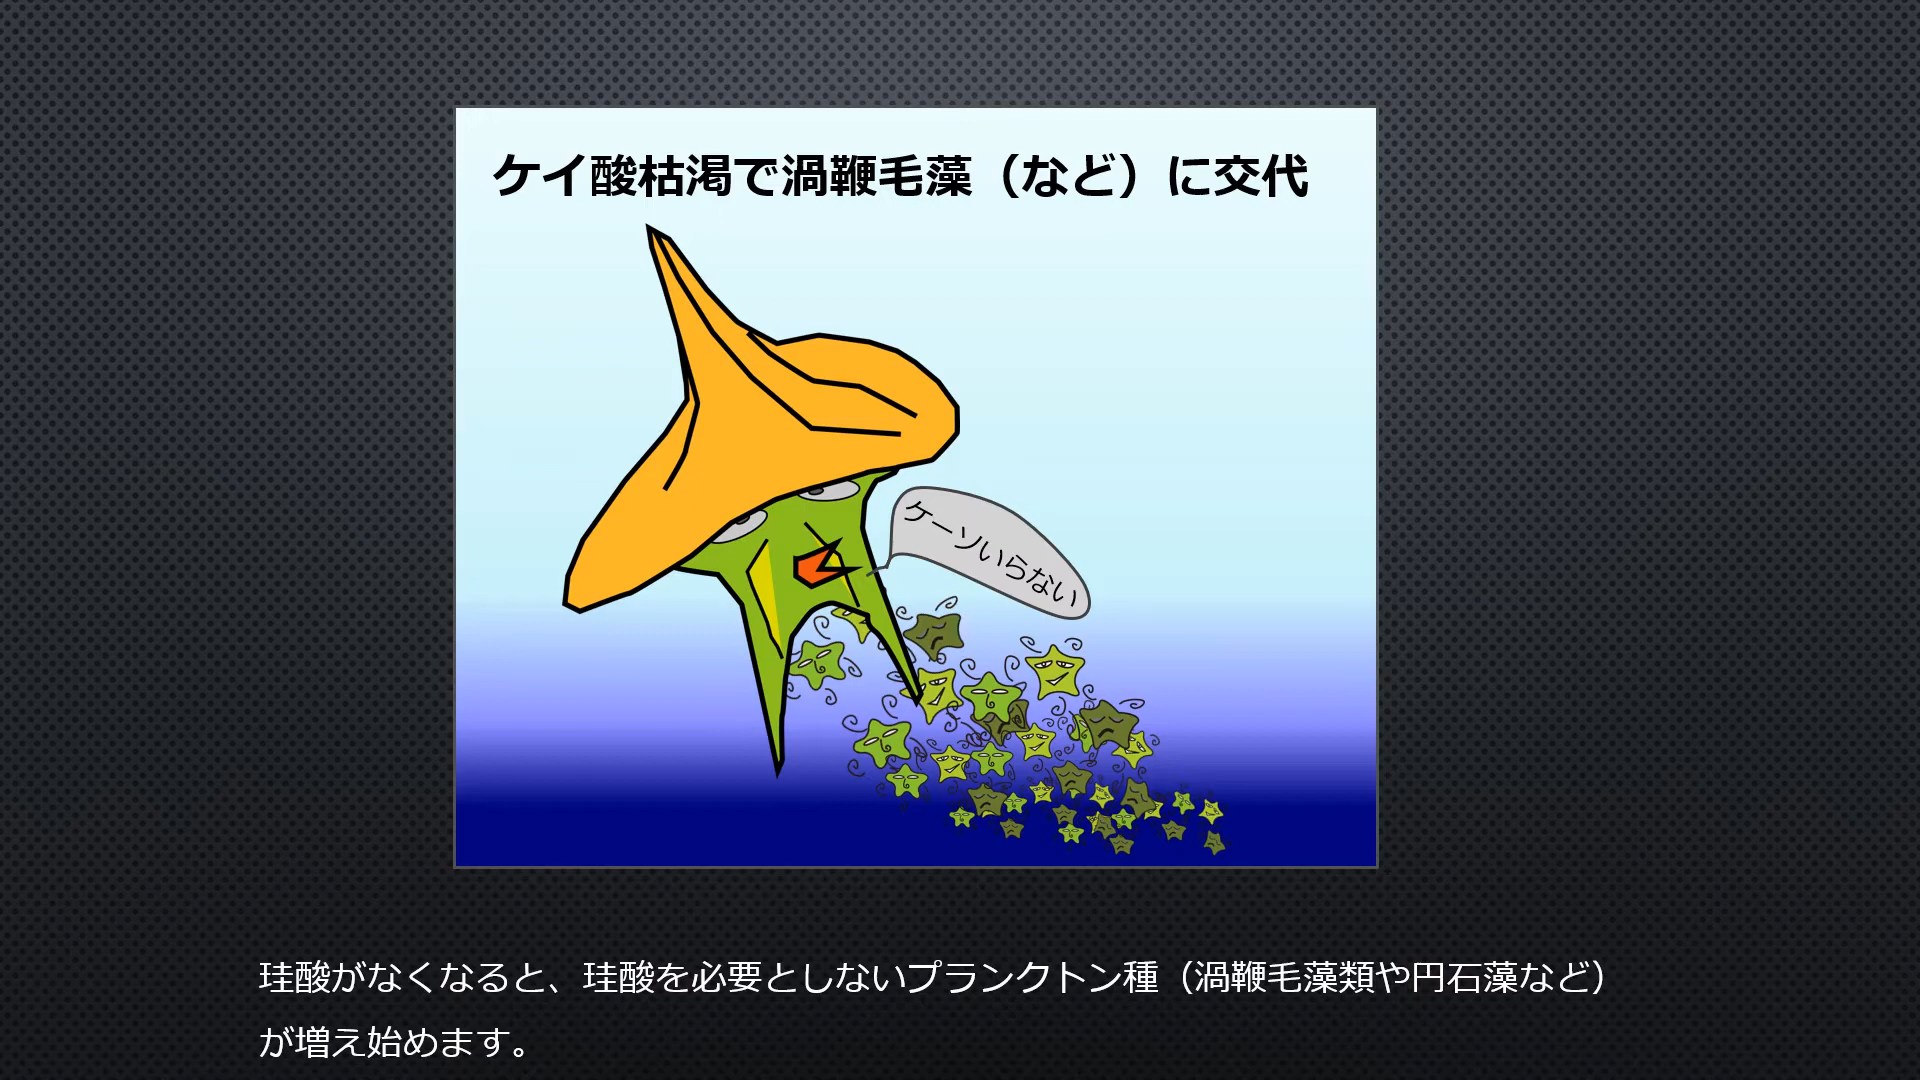 ケイ酸枯渇で渦鞭毛藻（など）に交代
ケーソいらない
珪酸がなくなると、珪酸を必要としないプランクトン種（渦鞭毛藻類や円石藻など）
が増え始めます。